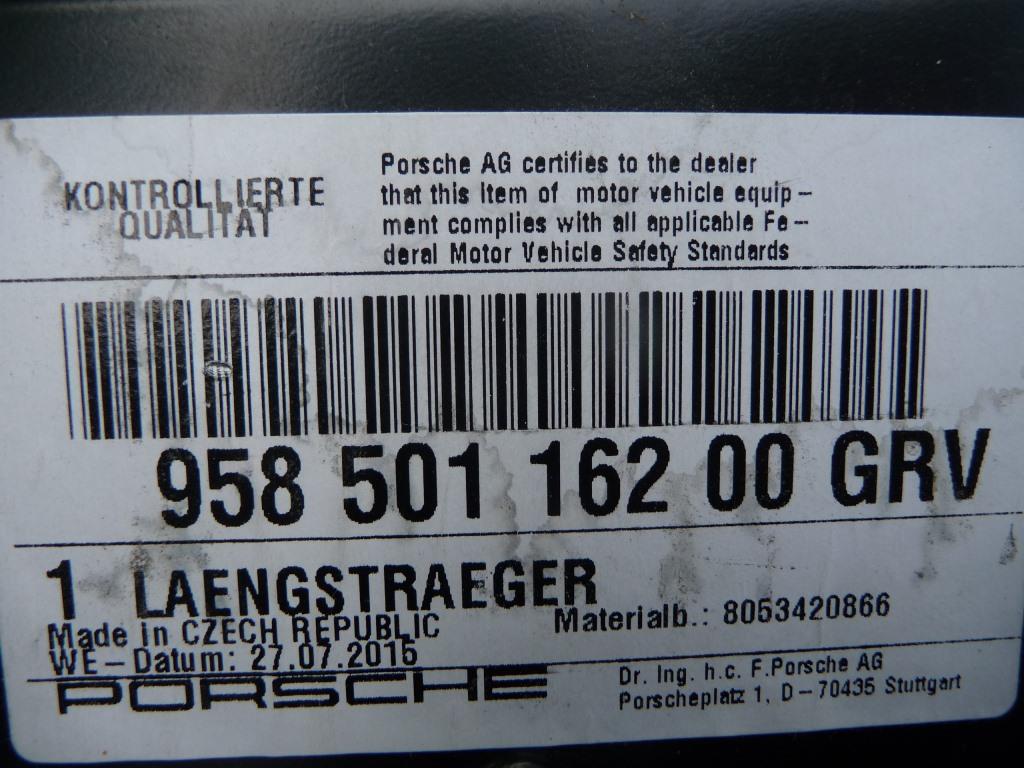 KONTROLLIERTE
QUALITÄT
Porsche AG certifies to the dealer
that this item of motor vehicle equip-
ment complies with all applicable Fe-
deral Motor Vehicle Safety Standards
958 501 162 00 GRV
1 LAENGSTRAEGER
Made in CZECH REPUBLIC
Materialb.: 8053420866
WE-Datum: 27.07.2015
PORSCHE
Dr. Ing. h.c. F.Porsche AG
Porscheplatz 1, D-70435 Stuttgart